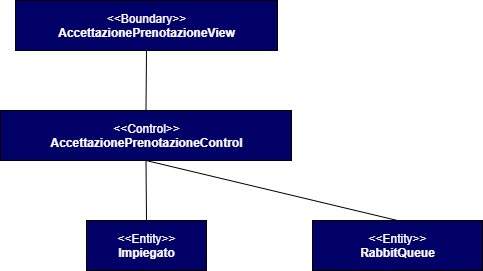 <<Boundary>>
AccettazionePrenotazioneView
<<Control>>
AccettazionePrenotazioneControl
<<Entity>>
Impiegato
<<Entity>>
RabbitQueue